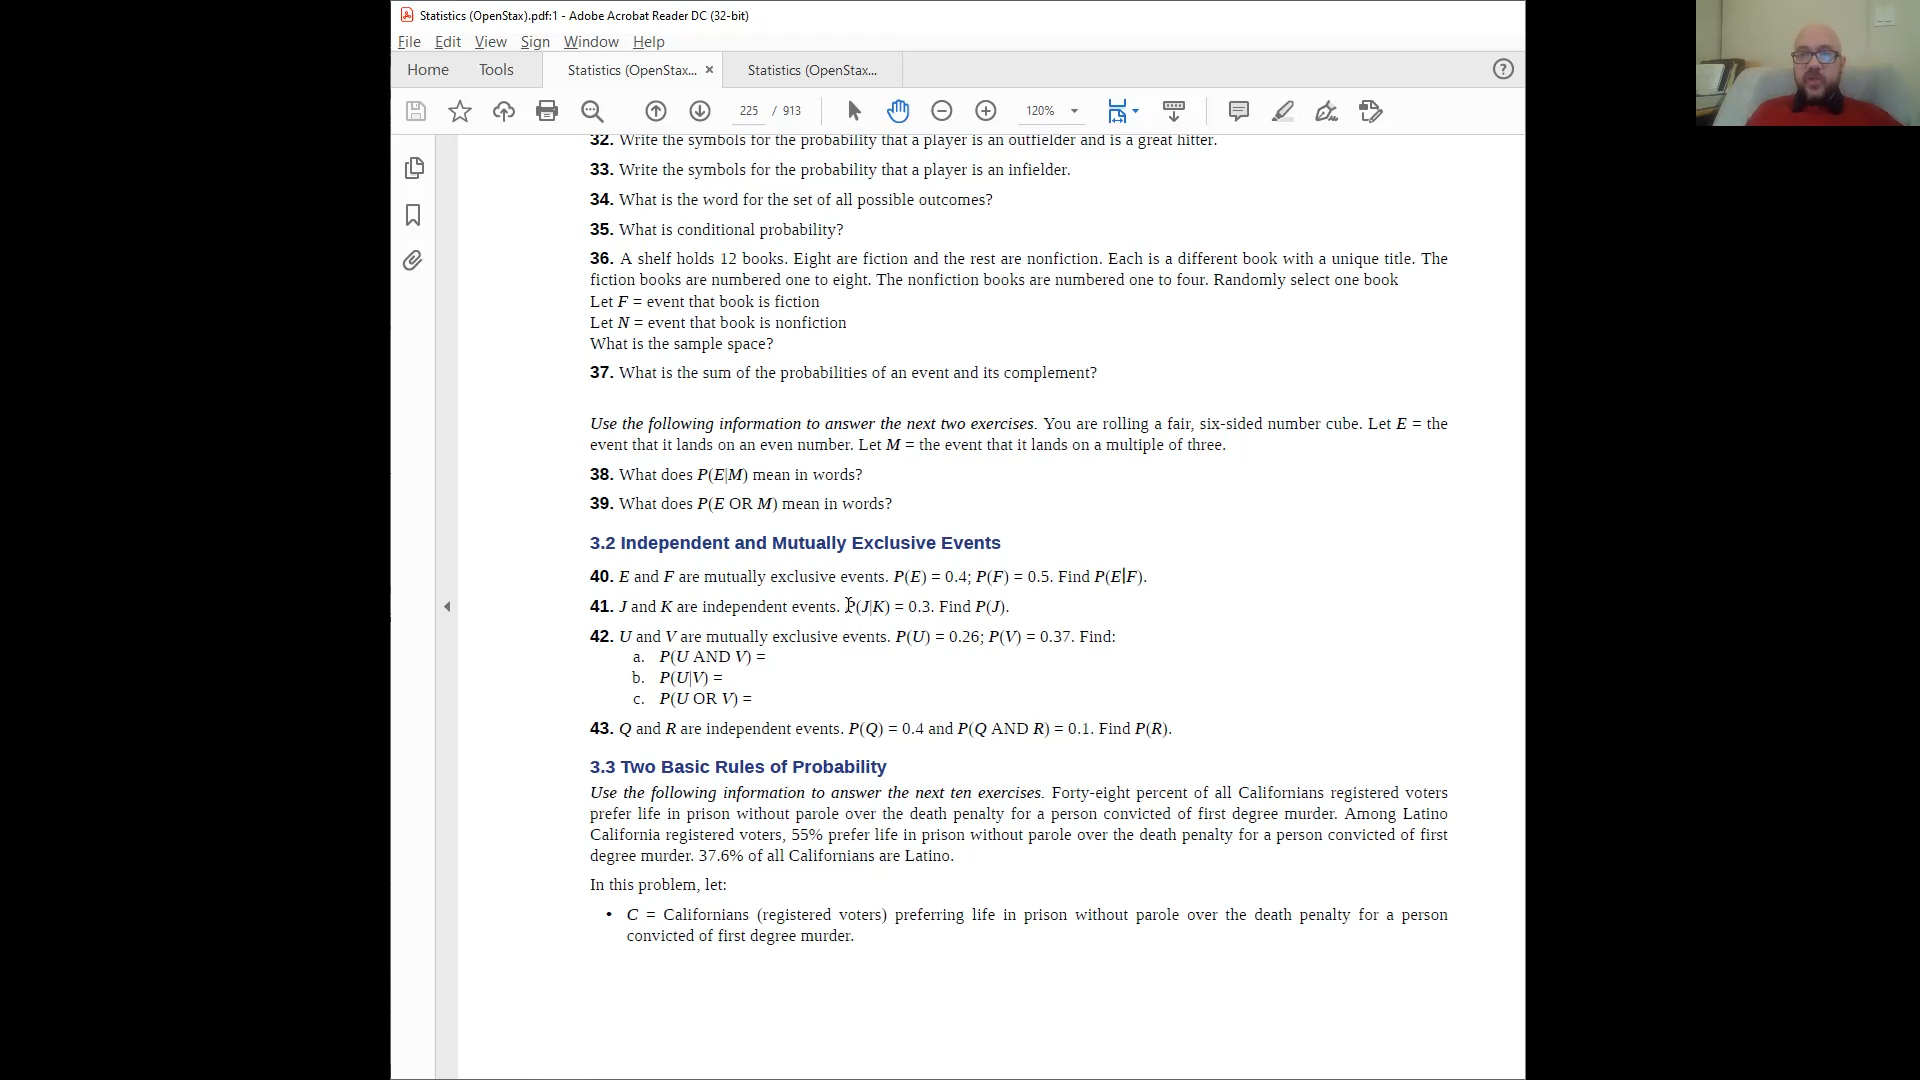 Statistics (OpenStax).pdf:1 - Adobe Acrobat Reader DC (32-bit)
File Edit View Sign Window Help
Home Tools Statistics (OpenStax... × Statistics (OpenStax...
225 / 913 120%
32. Write the symbols for the probability that a player is an outfielder and is a great hitter.
33. Write the symbols for the probability that a player is an infielder.
34. What is the word for the set of all possible outcomes?
35. What is conditional probability?
36. A shelf holds 12 books. Eight are fiction and the rest are nonfiction. Each is a different book with a unique title. The
fiction books are numbered one to eight. The nonfiction books are numbered one to four. Randomly select one book
Let F = event that book is fiction
Let N = event that book is nonfiction
What is the sample space?
37. What is the sum of the probabilities of an event and its complement?
Use the following information to answer the next two exercises. You are rolling a fair, six-sided number cube. Let E = the
event that it lands on an even number. Let M = the event that it lands on a multiple of three.
38. What does P(E|M) mean in words?
39. What does P(E OR M) mean in words?
3.2 Independent and Mutually Exclusive Events
40. E and F are mutually exclusive events. P(E) = 0.4; P(F) = 0.5. Find P(E|F).
41. J and K are independent events. P(J|K) = 0.3. Find P(J).
42. U and V are mutually exclusive events. P(U) = 0.26; P(V) = 0.37. Find:
a. P(U AND V) =
b. P(U|V) =
c. P(U OR V) =
43. Q and R are independent events. P(Q) = 0.4 and P(Q AND R) = 0.1. Find P(R).
3.3 Two Basic Rules of Probability
Use the following information to answer the next ten exercises. Forty-eight percent of all Californians registered voters
prefer life in prison without parole over the death penalty for a person convicted of first degree murder. Among Latino
California registered voters, 55% prefer life in prison without parole over the death penalty for a person convicted of first
degree murder. 37.6% of all Californians are Latino.
In this problem, let:
• C = Californians (registered voters) preferring life in prison without parole over the death penalty for a person
convicted of first degree murder.